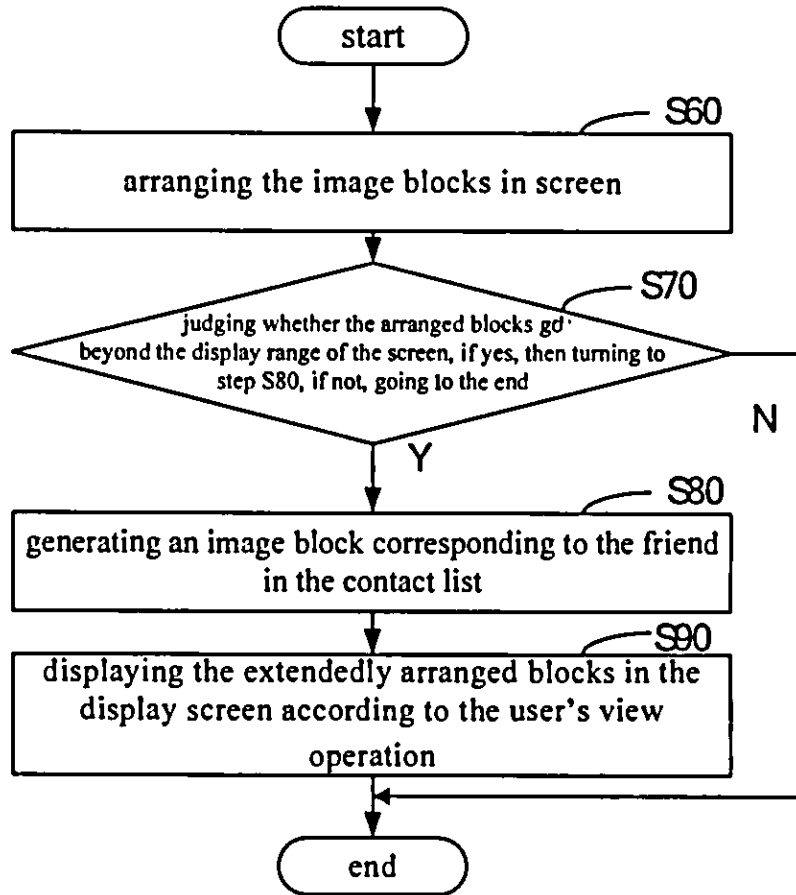 start
S60
arranging the image blocks in screen
S70
judging whether the arranged blocks go
beyond the display range of the screen, if yes, then turning to
step S80, if not, going to the end
N
Y
S80
generating an image block corresponding to the friend
in the contact list
S90
displaying the extendedly arranged blocks in the
display screen according to the user's view
operation
end